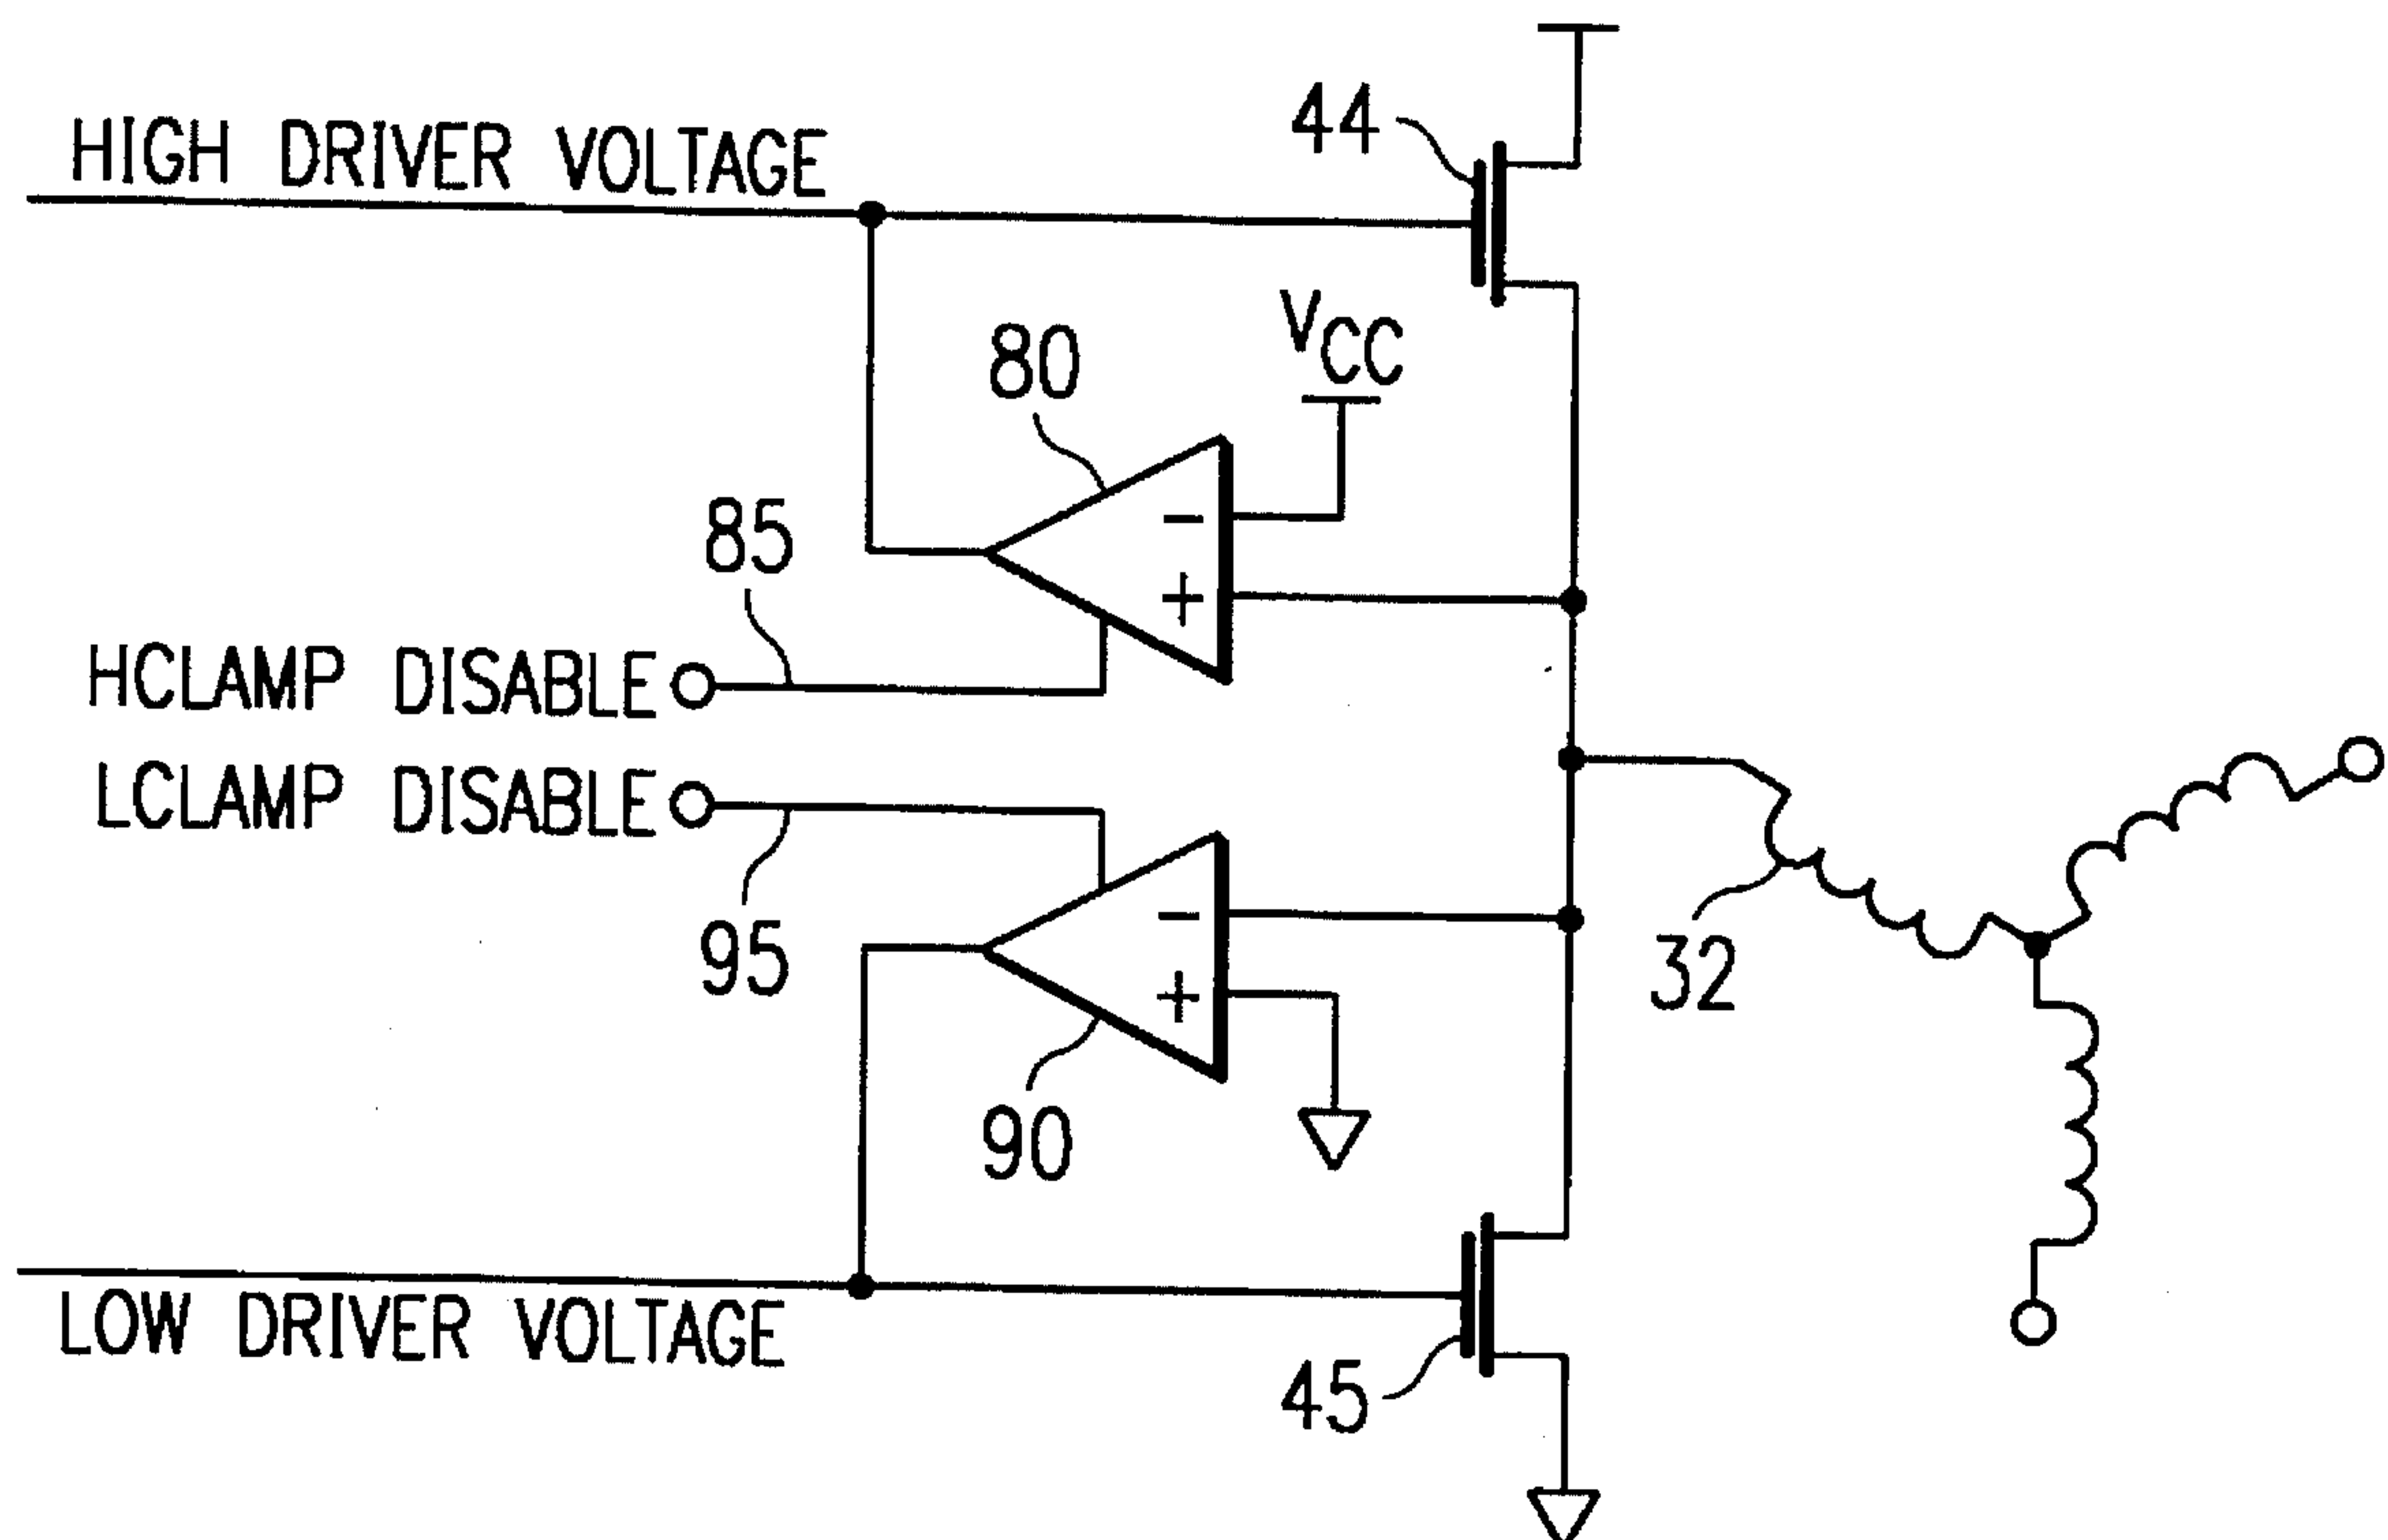 44
HIGH DRIVER VOLTAGE
VCC
80
85
HCLAMP DISABLE
LCLAMP DISABLE
95
32
90
LOW DRIVER VOLTAGE
45